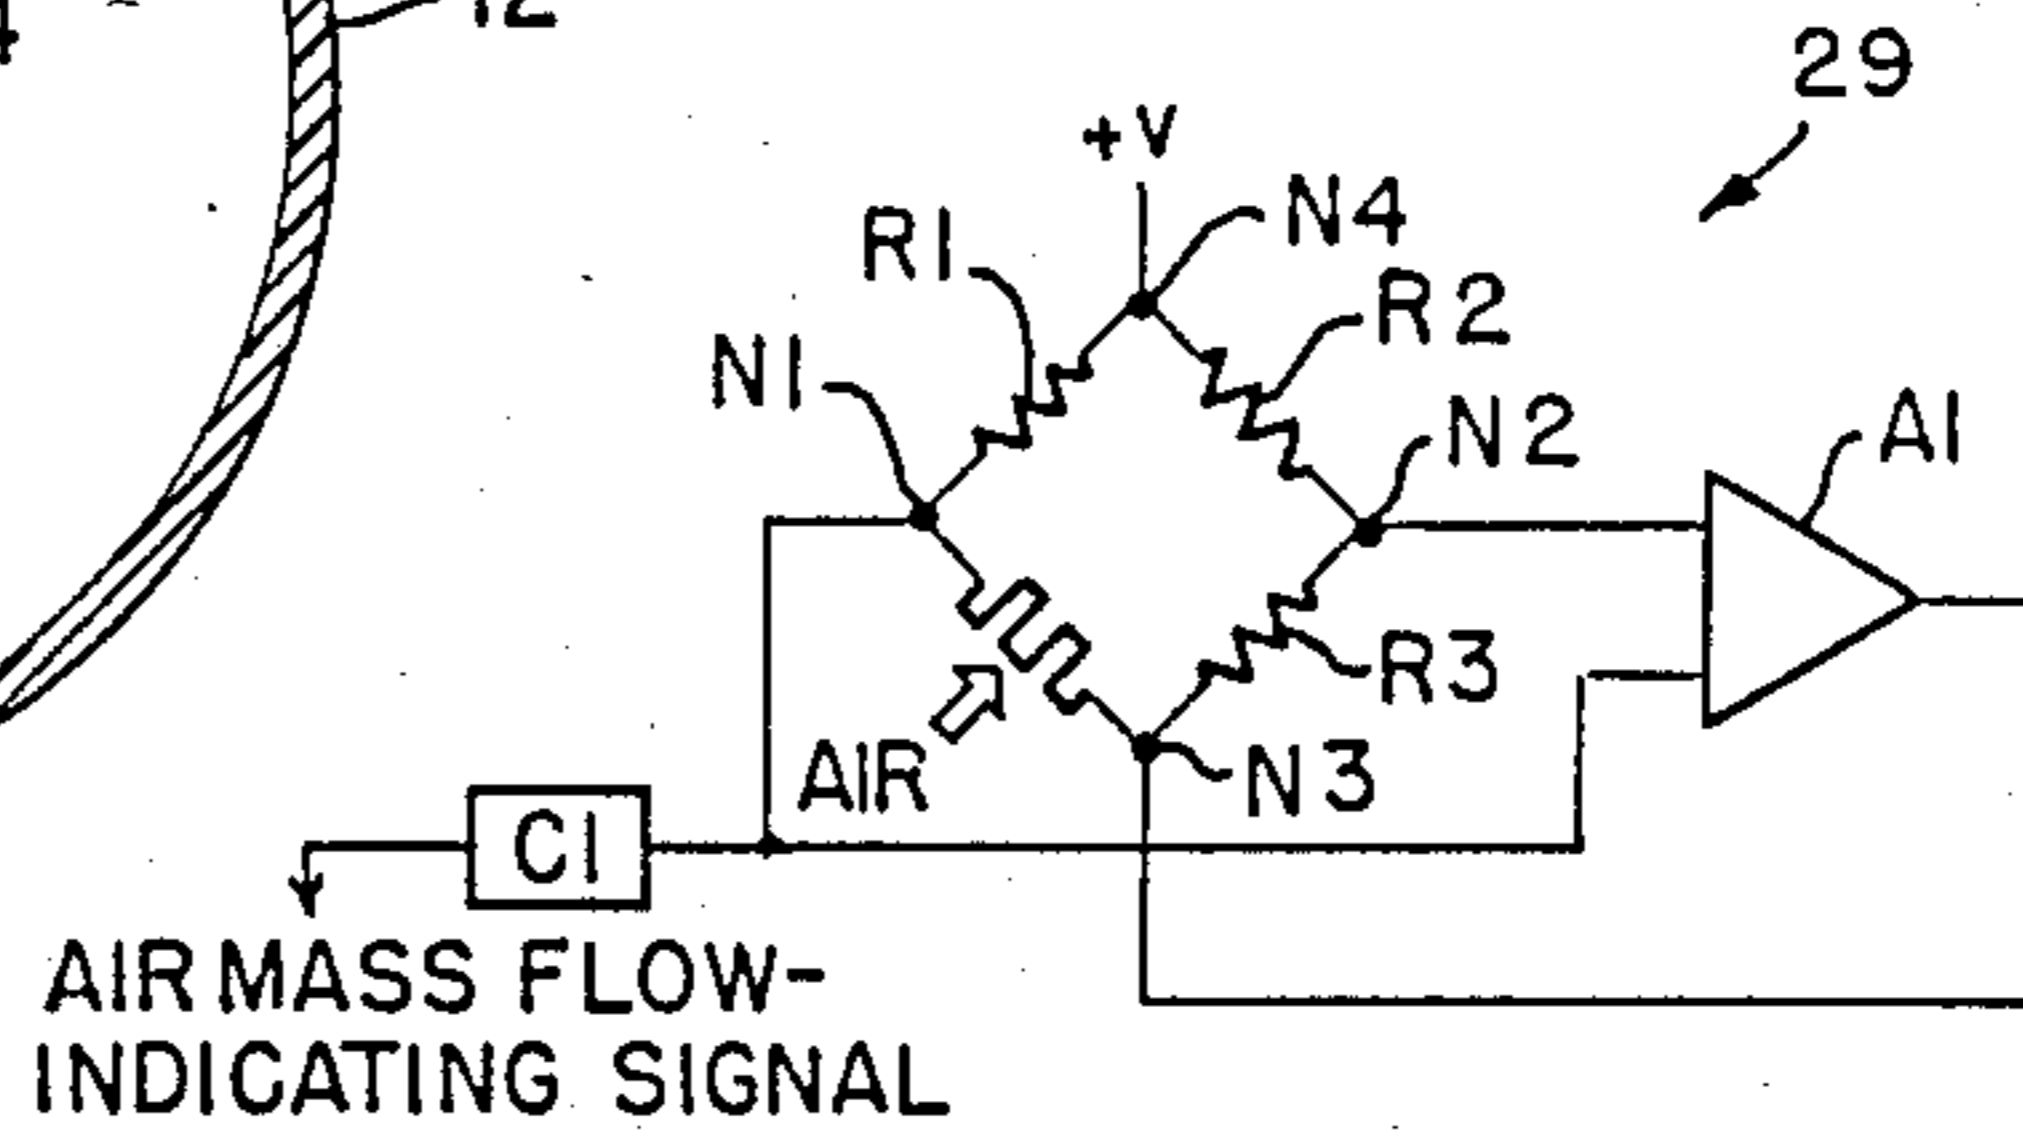 29
+V
N4
R1
R2
N1
N2
A1
R3
AIR
N3
C1
AIR MASS FLOW-
INDICATING SIGNAL